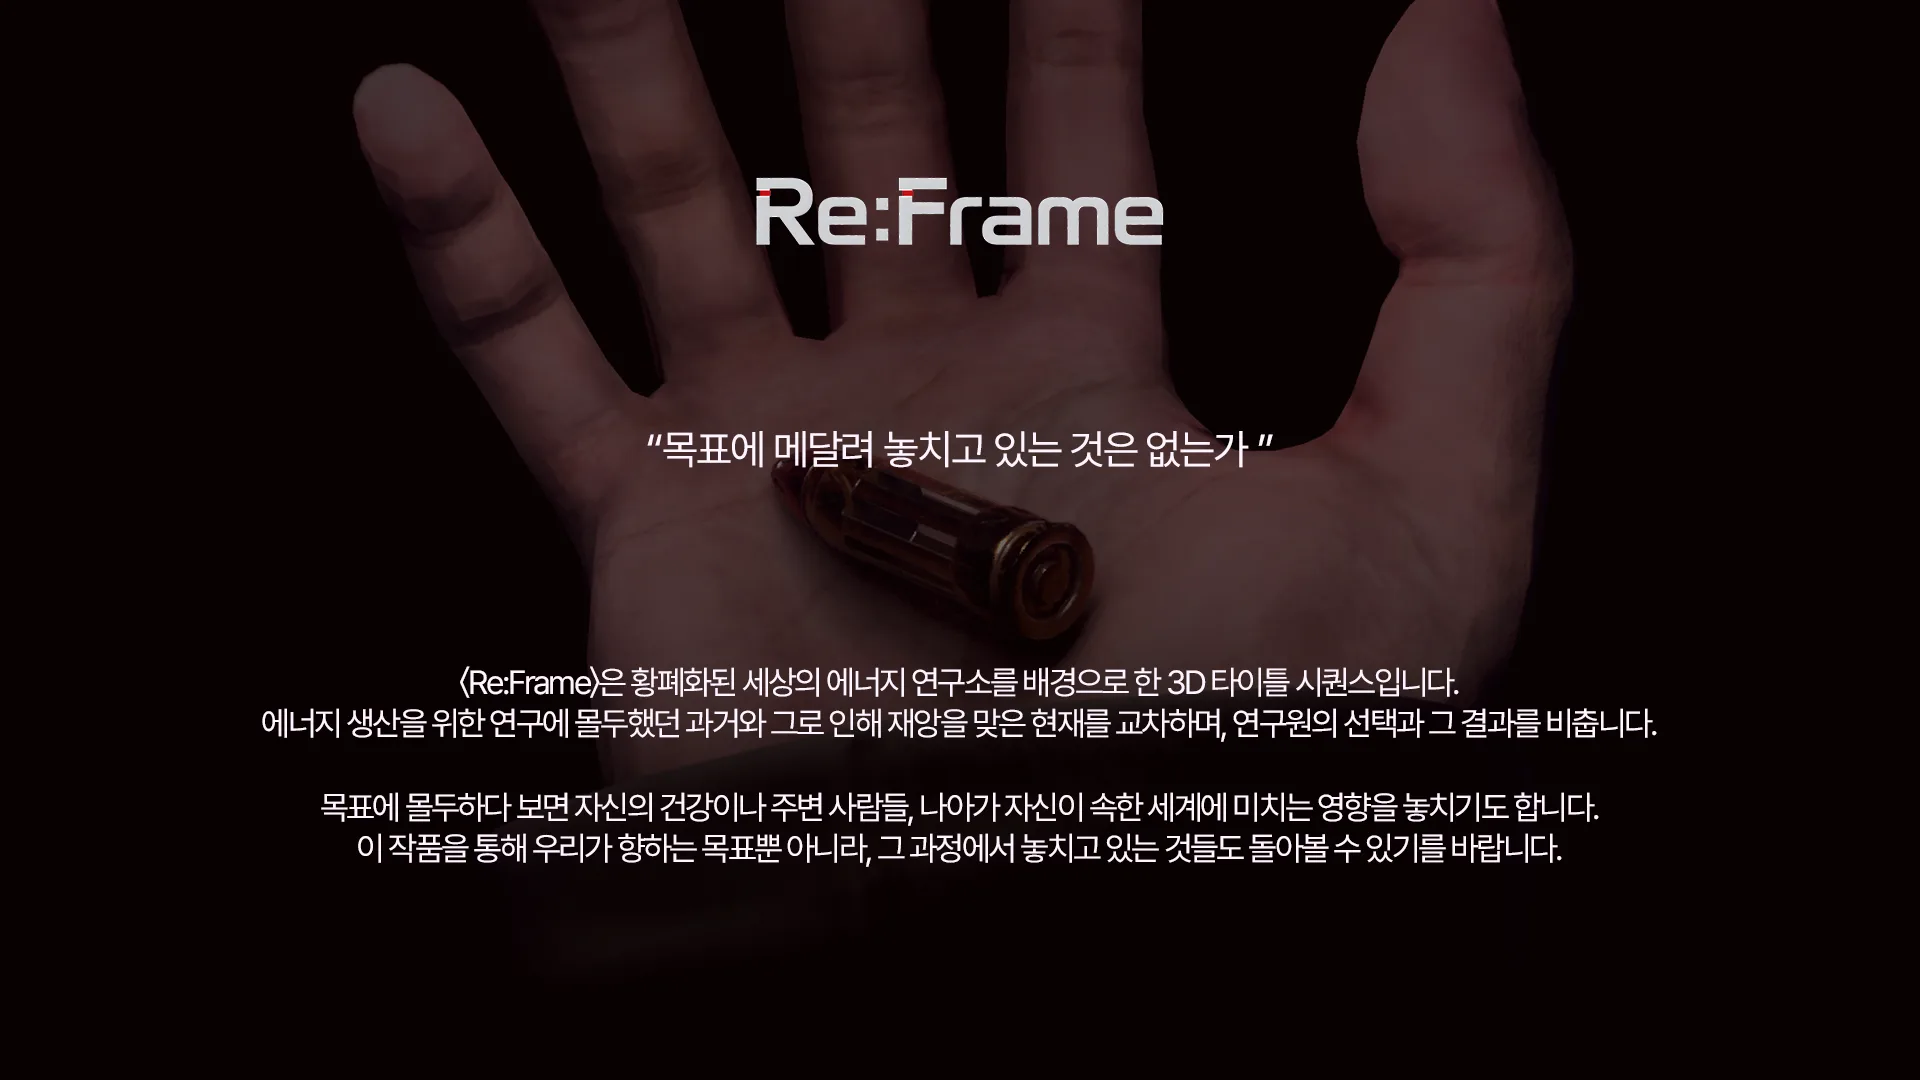 Re:Frame
“목표에 메달려 놓치고 있는 것은 없는가 ”
〈Re:Frame〉은 황폐화된 세상의 에너지 연구소를 배경으로 한 3D 타이틀 시퀀스입니다.
에너지 생산을 위한 연구에 몰두했던 과거와 그로 인해 재앙을 맞은 현재를 교차하며, 연구원의 선택과 그 결과를 비춥니다.
목표에 몰두하다 보면 자신의 건강이나 주변 사람들, 나아가 자신이 속한 세계에 미치는 영향을 놓치기도 합니다.
이 작품을 통해 우리가 향하는 목표뿐 아니라, 그 과정에서 놓치고 있는 것들도 돌아볼 수 있기를 바랍니다.